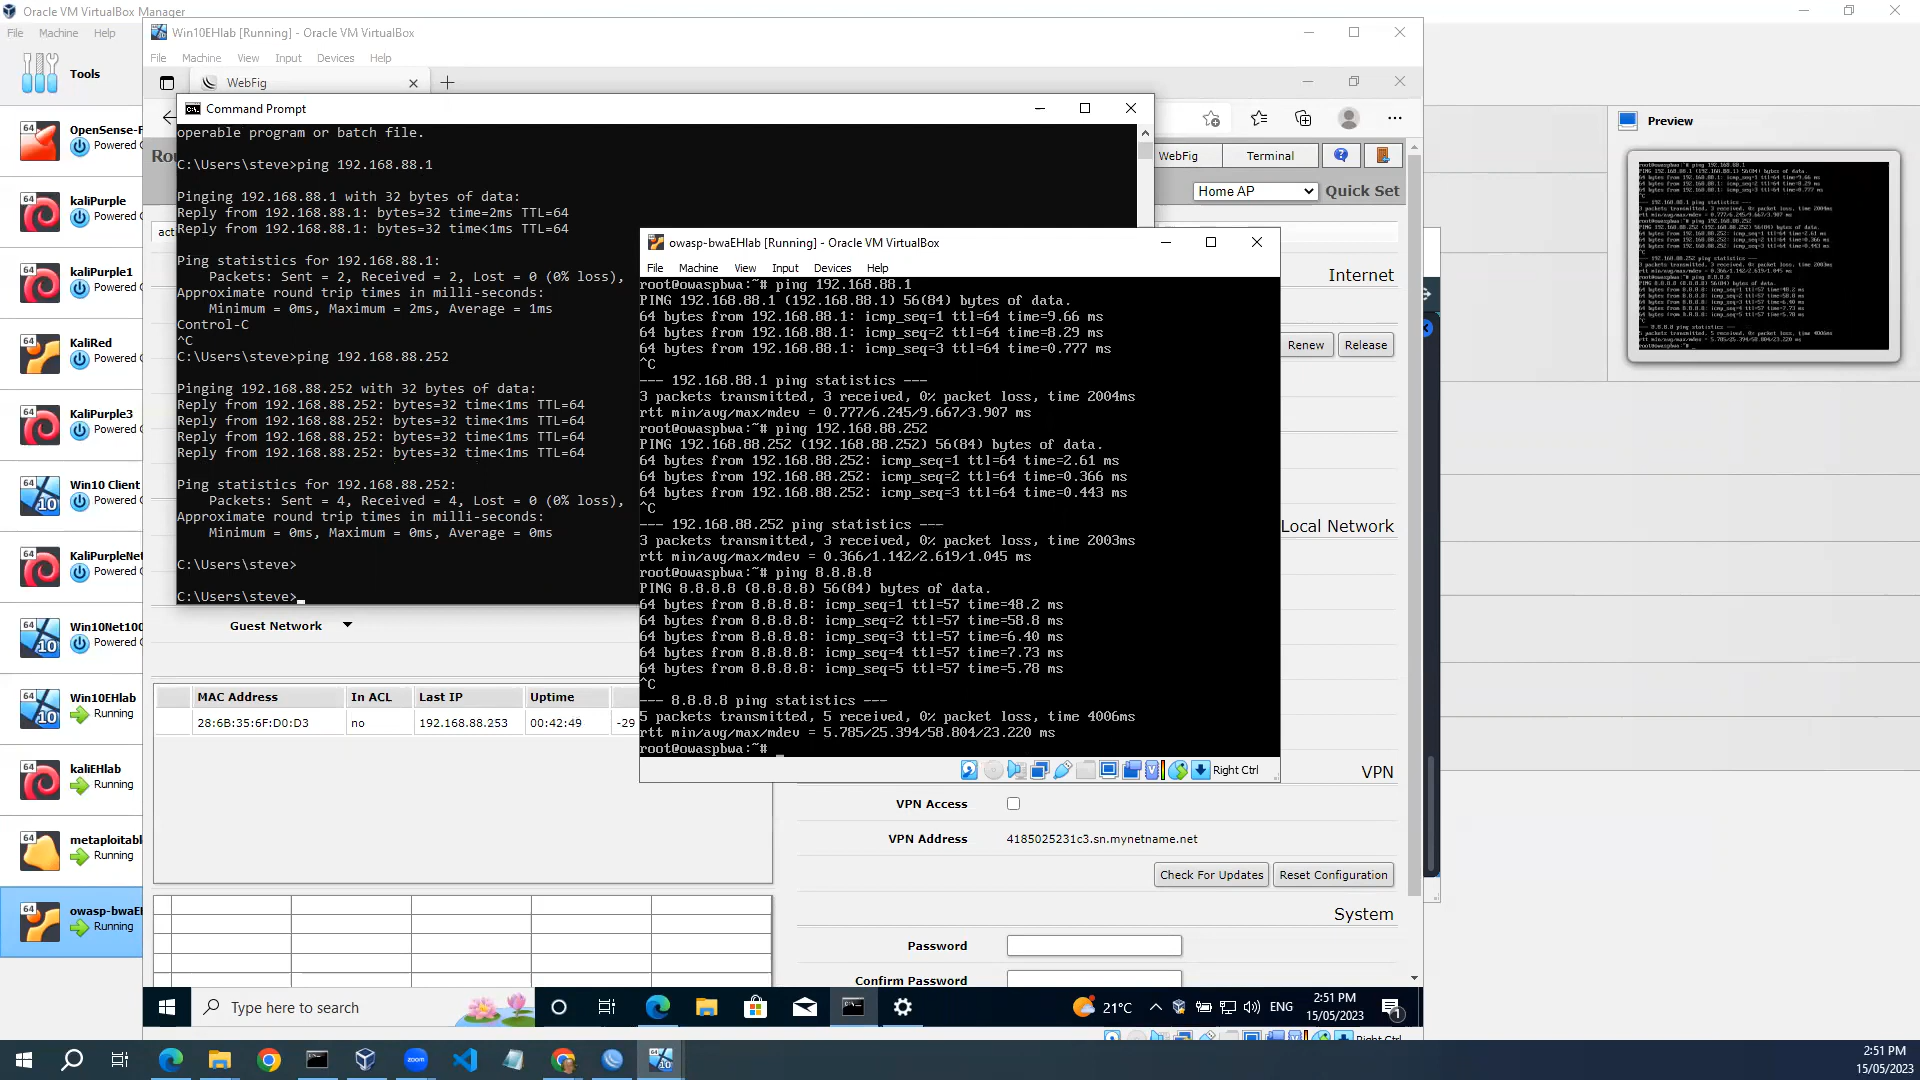 Oracle VM VirtualBox Manager
File Machine Help
Tools
64 OpenSense-F
Powered
64 kaliPurple
Powered
64 kaliPurple1
Powered
64 KaliRed
Powered
64 KaliPurple3
Powered
64 Win10 Client
10 Powered
64 KaliPurpleNet
Powered
64 Win10Net100
10 Powered
64 Win10EHlab
10 Running
64 kaliEHlab
Running
64 metaploitabl
Running
64 owasp-bwaEH
Running
Win10EHlab [Running] - Oracle VM VirtualBox
File Machine View Input Devices Help
WebFig
Command Prompt
operable program or batch file.
C:\Users\steve>ping 192.168.88.1
Pinging 192.168.88.1 with 32 bytes of data:
Reply from 192.168.88.1: bytes=32 time=2ms TTL=64
Reply from 192.168.88.1: bytes=32 time<1ms TTL=64
Ping statistics for 192.168.88.1:
Packets: Sent = 2, Received = 2, Lost = 0 (0% loss),
Approximate round trip times in milli-seconds:
Minimum = 0ms, Maximum = 2ms, Average = 1ms
Control-C
^C
C:\Users\steve>ping 192.168.88.252
Pinging 192.168.88.252 with 32 bytes of data:
Reply from 192.168.88.252: bytes=32 time<1ms TTL=64
Reply from 192.168.88.252: bytes=32 time<1ms TTL=64
Reply from 192.168.88.252: bytes=32 time<1ms TTL=64
Reply from 192.168.88.252: bytes=32 time<1ms TTL=64
Ping statistics for 192.168.88.252:
Packets: Sent = 4, Received = 4, Lost = 0 (0% loss),
Approximate round trip times in milli-seconds:
Minimum = 0ms, Maximum = 0ms, Average = 0ms
C:\Users\steve>
C:\Users\steve>
owasp-bwaEHlab [Running] - Oracle VM VirtualBox
File Machine View Input Devices Help
root@owaspbwa:~# ping 192.168.88.1
PING 192.168.88.1 (192.168.88.1) 56(84) bytes of data.
64 bytes from 192.168.88.1: icmp_seq=1 ttl=64 time=9.66 ms
64 bytes from 192.168.88.1: icmp_seq=2 ttl=64 time=8.29 ms
64 bytes from 192.168.88.1: icmp_seq=3 ttl=64 time=0.777 ms
^C
--- 192.168.88.1 ping statistics ---
3 packets transmitted, 3 received, 0% packet loss, time 2004ms
rtt min/avg/max/mdev = 0.777/6.245/9.667/3.907 ms
root@owaspbwa:~# ping 192.168.88.252
PING 192.168.88.252 (192.168.88.252) 56(84) bytes of data.
64 bytes from 192.168.88.252: icmp_seq=1 ttl=64 time=2.61 ms
64 bytes from 192.168.88.252: icmp_seq=2 ttl=64 time=0.366 ms
64 bytes from 192.168.88.252: icmp_seq=3 ttl=64 time=0.443 ms
^C
--- 192.168.88.252 ping statistics ---
3 packets transmitted, 3 received, 0% packet loss, time 2003ms
rtt min/avg/max/mdev = 0.366/1.142/2.619/1.045 ms
root@owaspbwa:~# ping 8.8.8.8
PING 8.8.8.8 (8.8.8.8) 56(84) bytes of data.
64 bytes from 8.8.8.8: icmp_seq=1 ttl=57 time=48.2 ms
64 bytes from 8.8.8.8: icmp_seq=2 ttl=57 time=58.8 ms
64 bytes from 8.8.8.8: icmp_seq=3 ttl=57 time=6.40 ms
64 bytes from 8.8.8.8: icmp_seq=4 ttl=57 time=7.73 ms
64 bytes from 8.8.8.8: icmp_seq=5 ttl=57 time=5.78 ms
^C
--- 8.8.8.8 ping statistics ---
5 packets transmitted, 5 received, 0% packet loss, time 4006ms
rtt min/avg/max/mdev = 5.785/25.394/58.804/23.220 ms
root@owaspbwa:~#
Right Ctrl
Rou
act
WebFig Terminal
Home AP Quick Set
Internet
Renew Release
Local Network
Guest Network
MAC Address In ACL Last IP Uptime
28:6B:35:6F:D0:D3 no 192.168.88.253 00:42:49 -29
VPN
VPN Access
VPN Address 4185025231c3.sn.mynetname.net
Check For Updates Reset Configuration
System
Password
Confirm Password
Type here to search
21°C ENG 2:51 PM
15/05/2023 1
Right Ctrl
Preview
zoom
64
10
2:51 PM
15/05/2023